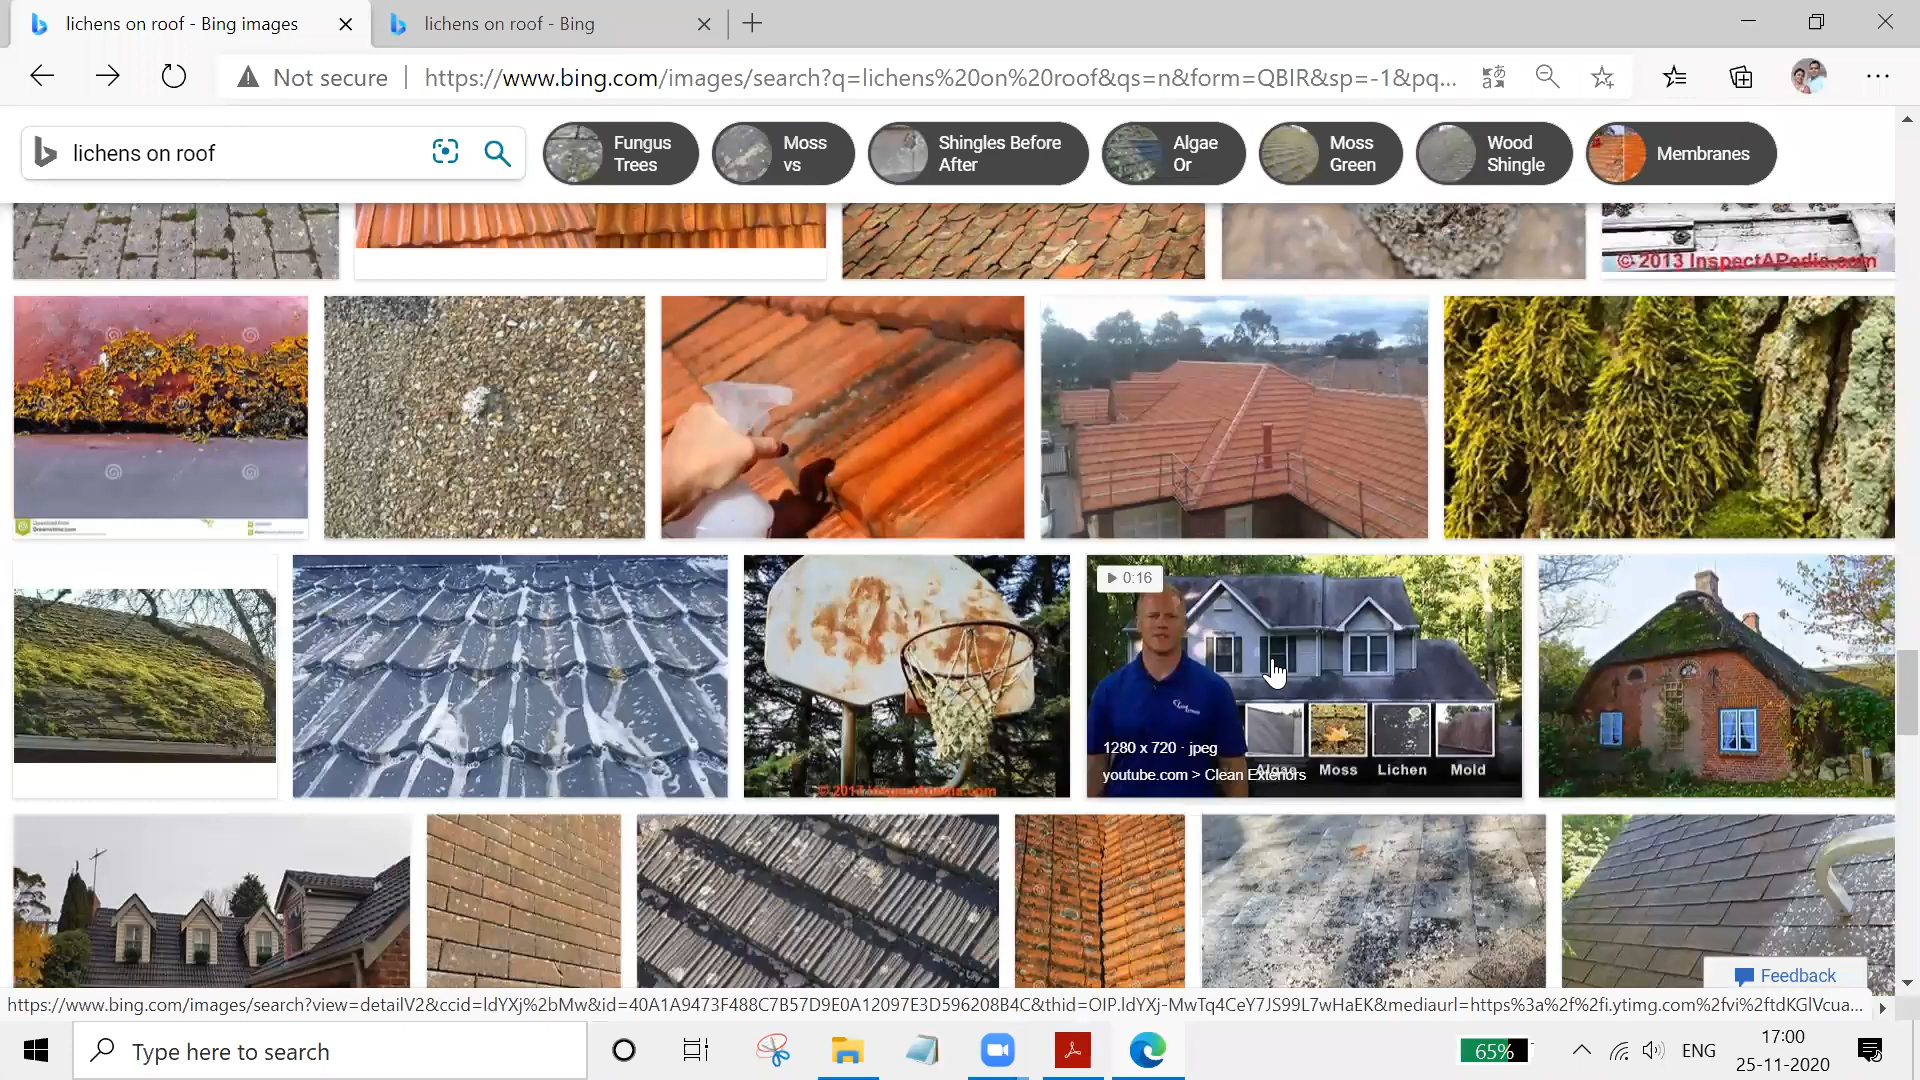 lichens on roof - Bing images
lichens on roof - Bing
Not secure
https://www.bing.com/images/search?q=lichens%20on%20roof&qs=n&form=QBIR&sp=-1&pq...
lichens on roof
Fungus
Trees
Moss
vs
Shingles Before
After
Algae
Or
Moss
Green
Wood
Shingle
Membranes
© 2013 InspectAPedia.com
0:16
1280 x 720 · jpeg
youtube.com > Clean Exteriors
Algae
Moss
Lichen
Mold
© 2017 InspectApedia.com
Feedback
https://www.bing.com/images/search?view=detailV2&ccid=ldYXj%2bMw&id=40A1A9473F488C7B57D9E0A12097E3D596208B4C&thid=OIP.ldYXj-MwTq4CeY7JS99L7wHaEK&mediaurl=https%3a%2f%2fi.ytimg.com%2fvi%2ftdKGlVcua...
Type here to search
65%
ENG
17:00
25-11-2020